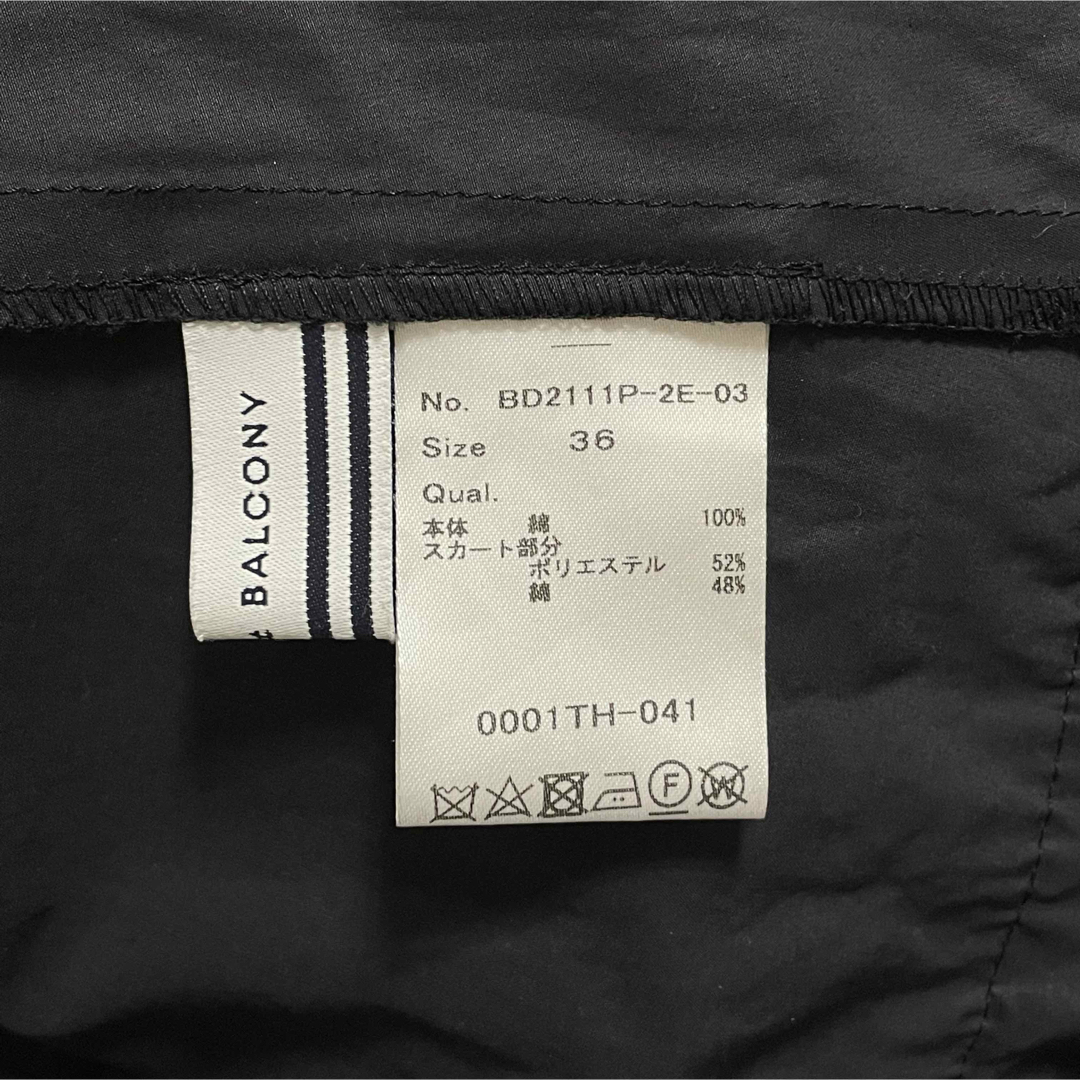 BALCONY
No. BD2111P-2E-03
Size 36
Qual.
本体 綿 100%
スカート部分
ポリエステル 52%
綿 48%
0001TH-041
F W